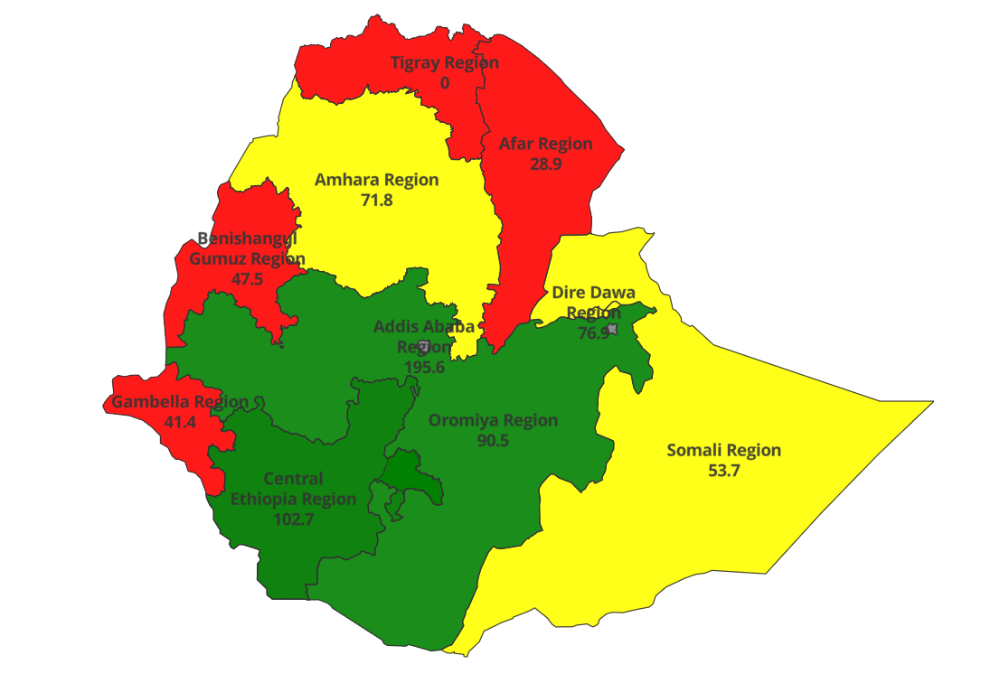 Tigray Region
0
Afar Region
28.9
Amhara Region
71.8
Benishangul
Gumuz Region
47.5
Dire Dawa
Region
76.9
Addis Ababa
Region
195.6
Gambella Region
41.4
Oromiya Region
90.5
Somali Region
53.7
Central
Ethiopia Region
102.7